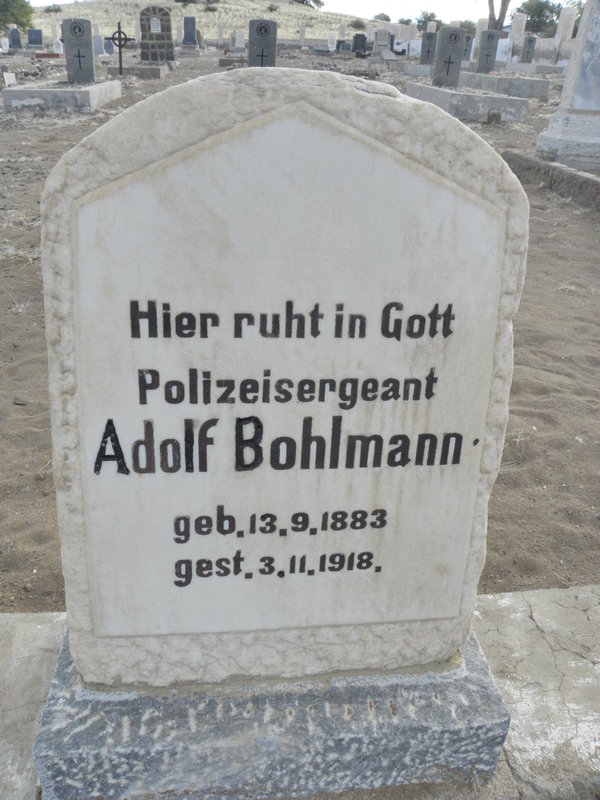 Hier ruht in Gott
Polizeisergeant
Adolf Bohlmann.
geb. 13.9.1883
gest. 3.11.1918.